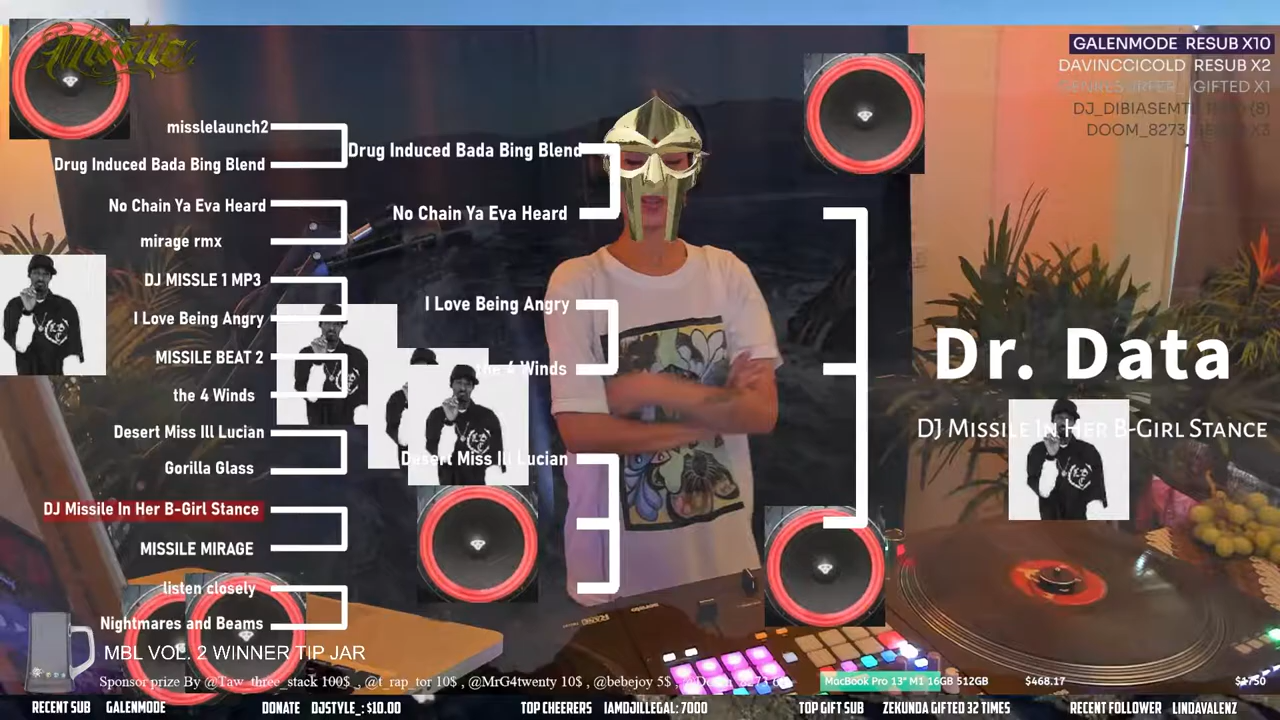 Missile
GALENMODE RESUB X10
DAVINCCICOLD RESUB X2
GIFTED X1
DJ_DIBIASEMTL
(8)
DOOM_8273
X3
misslelaunch2
Drug Induced Bada Bing Blend
No Chain Ya Eva Heard
mirage rmx
DJ MISSLE 1 MP3
I Love Being Angry
MISSILE BEAT 2
the 4 Winds
Desert Miss Ill Lucian
Gorilla Glass
DJ Missile In Her B-Girl Stance
MISSILE MIRAGE
listen closely
Nightmares and Beams
Drug Induced Bada Bing Blend
No Chain Ya Eva Heard
I Love Being Angry
the 4 Winds
Desert Miss Ill Lucian
Dr. Data
DJ Missile In Her B-Girl Stance
MBL VOL. 2 WINNER TIP JAR
Sponsor prize By @Taw_three_stack 100$ , @t_rap_tor 10$ , @MrG4twenty 10$ , @bebejoy 5$
MacBook Pro 13" M1 16GB 512GB $468.17 $1750
RECENT SUB GALENMODE DONATE DJSTYLE_: $10.00 TOP CHEERERS IAMDJILLEGAL: 7000 TOP GIFT SUB ZEKUNDA GIFTED 32 TIMES RECENT FOLLOWER LINDAVALENZ